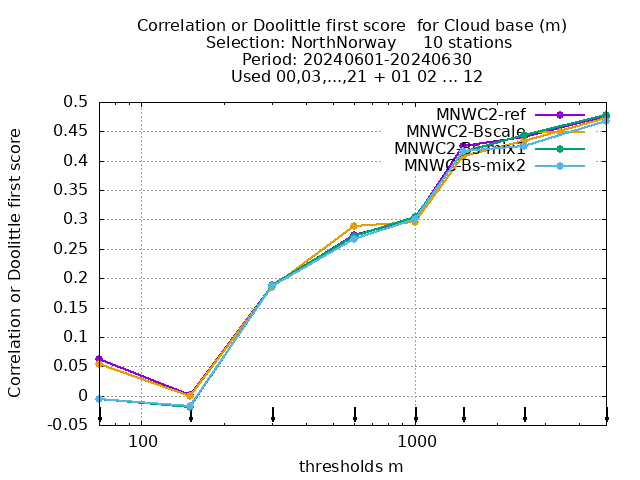 Correlation or Doolittle first score  for Cloud base (m)
Selection: NorthNorway     10 stations
Period: 20240601-20240630
Used 00,03,...,21 + 01 02 ... 12
Correlation or Doolittle first score
0.5
0.45
0.4
0.35
0.3
0.25
0.2
0.15
0.1
0.05
0
-0.05
MNWC2-ref
MNWC2-Bscale
MNWC2-Bs-mix1
MNWC-Bs-mix2
100
1000
thresholds m